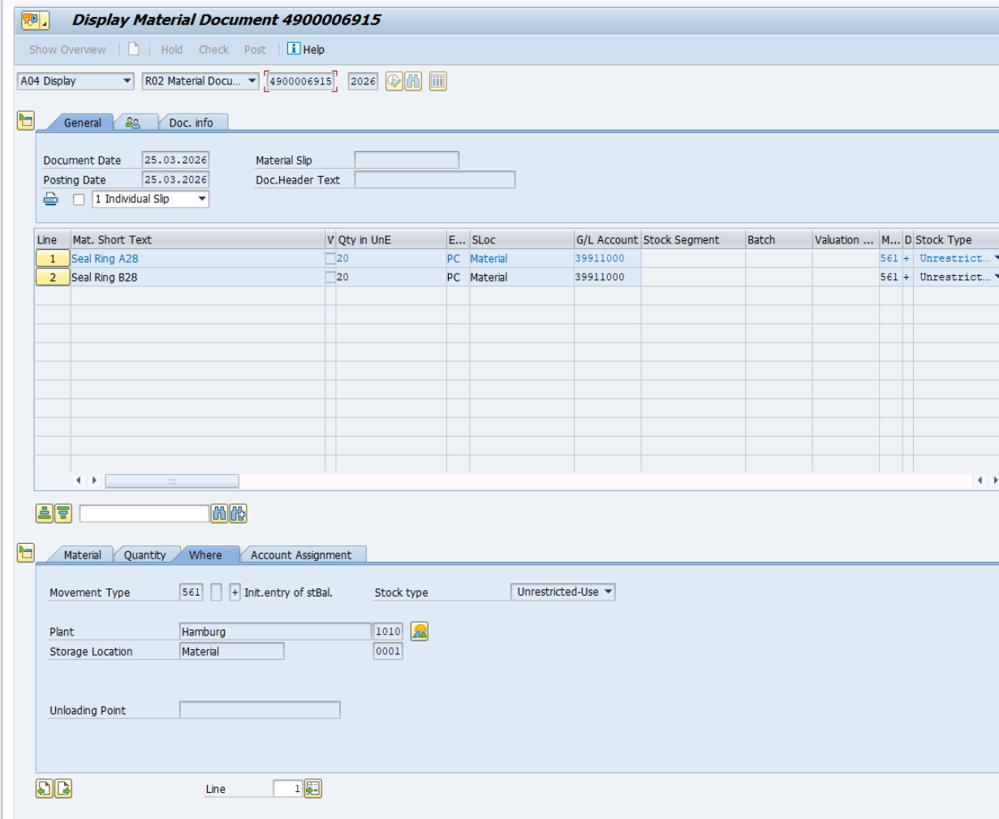 Display Material Document 4900006915
Show Overview Hold Check Post Help
A04 Display R02 Material Docu... 4900006915 2026
General Doc. info
Document Date 25.03.2026 Material Slip
Posting Date 25.03.2026 Doc.Header Text
1 Individual Slip
Line Mat. Short Text V Qty in UnE E... SLoc G/L Account Stock Segment Batch Valuation ... M... D Stock Type
1 Seal Ring A28 20 PC Material 39911000 561 + Unrestrict...
2 Seal Ring B28 20 PC Material 39911000 561 + Unrestrict...
Material Quantity Where Account Assignment
Movement Type 561 + Init.entry of stBal. Stock type Unrestricted-Use
Plant Hamburg 1010
Storage Location Material 0001
Unloading Point
Line 1